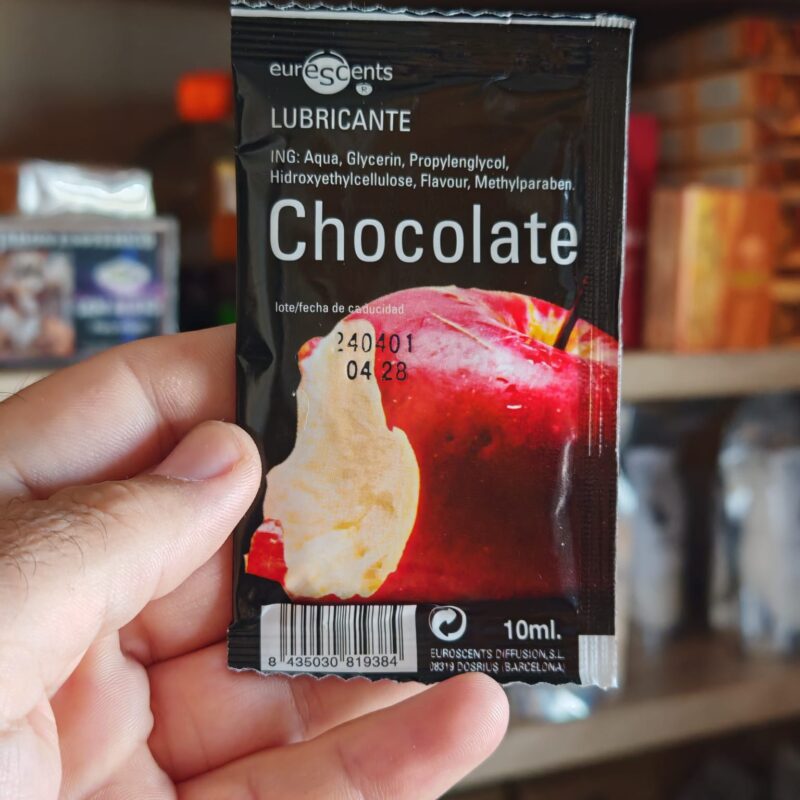 eurescents
®
LUBRICANTE
ING: Aqua, Glycerin, Propylenglycol,
Hidroxyethylcellulose, Flavour, Methylparaben.
Chocolate
lote/fecha de caducidad
240401
04 28
10ml.
8 435030 819384
EUROSCENTS DIFFUSION, S.L.
08319 DOSRIUS (BARCELONA)